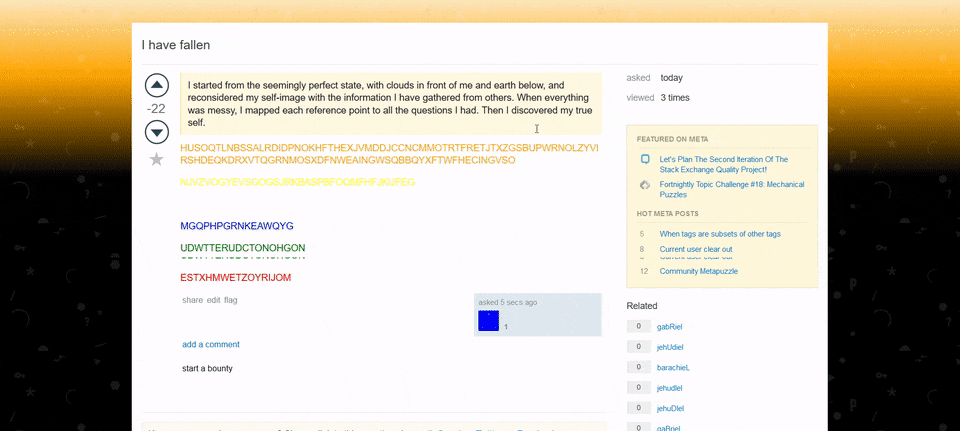 I have fallen
-22
I started from the seemingly perfect state, with clouds in front of me and earth below, and
reconsidered my self-image with the information I have gathered from others. When everything
was messy, I mapped each reference point to all the questions I had. Then I discovered my true
self.
HUSOQTLNBSSALRDIDPNOKHFTHEXJVMDDJCCNCMMOTRTFRETJTXZGSBUPWRNOLZYVI
RSHDEQKDRXVTQGRNMOSXDFNWEAINGWSQBBQYXFTWFHECINGVSO
MGQPHPGRNKEAWQYG
UDWTTERUDCTONOHGON
ESTXHMWETZOYRIJOM
share edit flag
asked 5 secs ago
1
add a comment
start a bounty
asked today
viewed 3 times
FEATURED ON META
Let's Plan The Second Iteration Of The
Stack Exchange Quality Project!
Fortnightly Topic Challenge #18: Mechanical
Puzzles
HOT META POSTS
5 When tags are subsets of other tags
8 Current user clear out
12 Community Metapuzzle
Related
0 gabRiel
0 jehUdiel
0 barachieL
0 jehudIel
0 jehuDIel